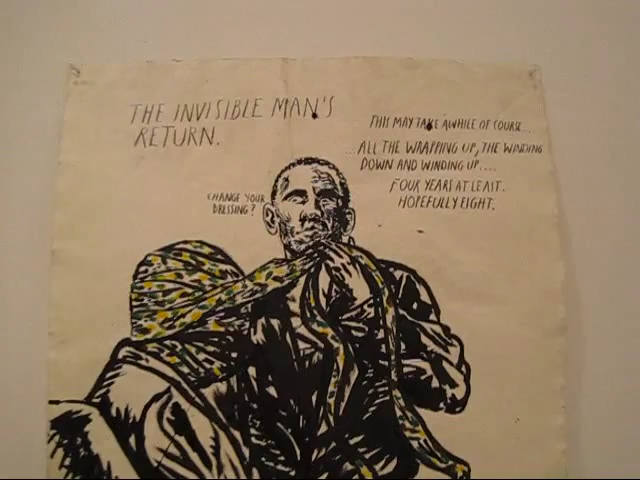 THE INVISIBLE MAN'S
RETURN.
THIS MAY TAKE AWHILE OF COURSE...
...ALL THE WRAPPING UP, THE WINDING
DOWN AND WINDING UP....
FOUR YEARS AT LEAST.
HOPEFULLY EIGHT.
CHANGE YOUR
DRESSING?